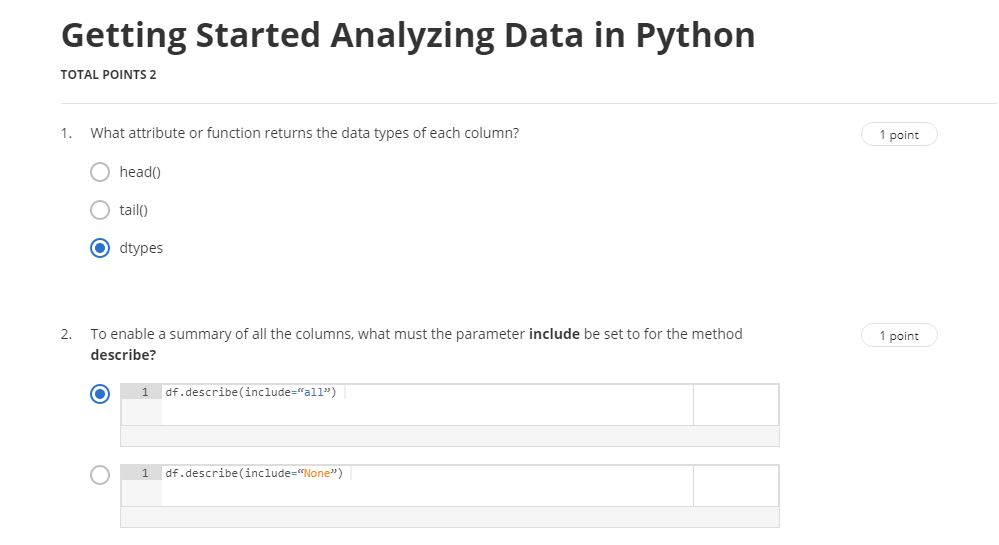 Getting Started Analyzing Data in Python
TOTAL POINTS 2
1. What attribute or function returns the data types of each column?
1 point
head()
tail()
dtypes
2. To enable a summary of all the columns, what must the parameter include be set to for the method
describe?
1 point
1 df.describe(include=“all”)
1 df.describe(include=“None”)